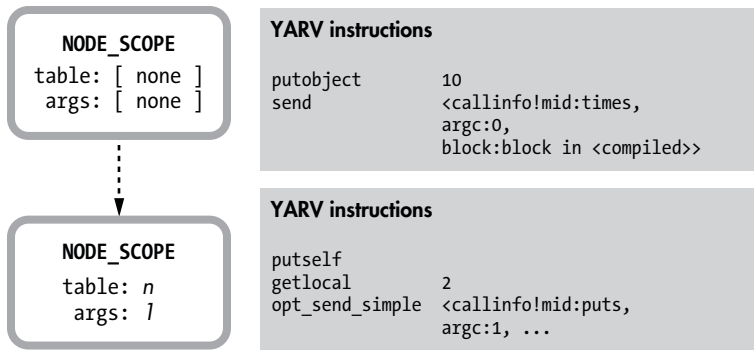 NODE_SCOPE
table: [ none ]
args: [ none ]
YARV instructions
putobject 10
send <callinfo!mid:times,
argc:0,
block:block in <compiled>>
NODE_SCOPE
table: n
args: 1
YARV instructions
putself
getlocal 2
opt_send_simple <callinfo!mid:puts,
argc:1, ...